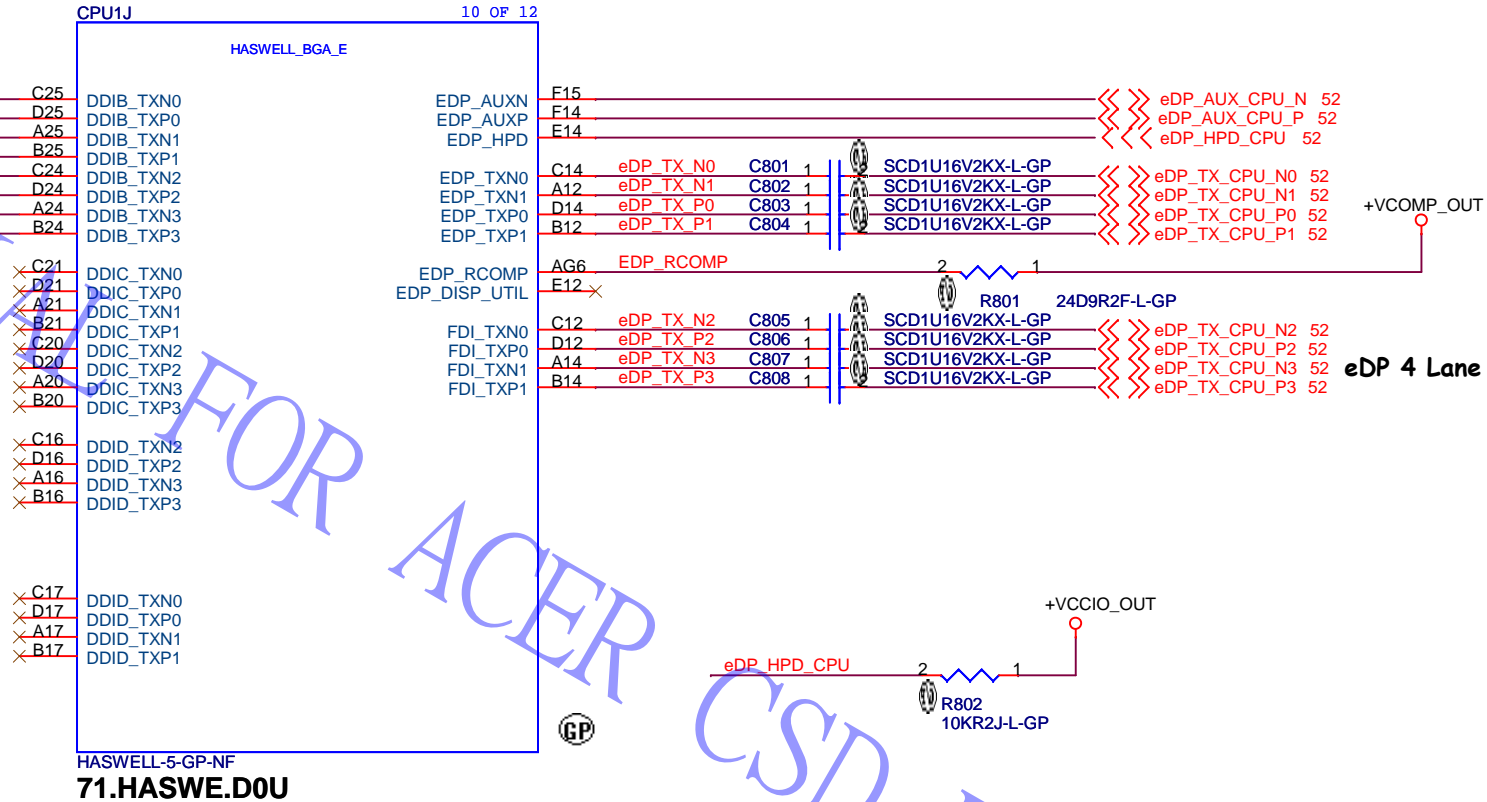 CPU1J 10 OF 12
HASWELL_BGA_E
C25 DDIB_TXN0 EDP_AUXN F15 eDP_AUX_CPU_N 52
D25 DDIB_TXP0 EDP_AUXP F14 eDP_AUX_CPU_P 52
A25 DDIB_TXN1 EDP_HPD E14 eDP_HPD_CPU 52
B25 DDIB_TXP1
C24 DDIB_TXN2 EDP_TXN0 C14 eDP_TX_N0 C801 1 SCD1U16V2KX-L-GP eDP_TX_CPU_N0 52
D24 DDIB_TXP2 EDP_TXN1 A12 eDP_TX_N1 C802 1 SCD1U16V2KX-L-GP eDP_TX_CPU_N1 52
A24 DDIB_TXN3 EDP_TXP0 D14 eDP_TX_P0 C803 1 SCD1U16V2KX-L-GP eDP_TX_CPU_P0 52
B24 DDIB_TXP3 EDP_TXP1 B12 eDP_TX_P1 C804 1 SCD1U16V2KX-L-GP eDP_TX_CPU_P1 52
+VCOMP_OUT
C21 DDIC_TXN0 EDP_RCOMP AG6 EDP_RCOMP 2 1
D21 DDIC_TXP0 EDP_DISP_UTIL E12
R801 24D9R2F-L-GP
A21 DDIC_TXN1
B21 DDIC_TXP1 FDI_TXN0 C12 eDP_TX_N2 C805 1 SCD1U16V2KX-L-GP eDP_TX_CPU_N2 52
C20 DDIC_TXN2 FDI_TXP0 D12 eDP_TX_P2 C806 1 SCD1U16V2KX-L-GP eDP_TX_CPU_P2 52
D20 DDIC_TXP2 FDI_TXN1 A14 eDP_TX_N3 C807 1 SCD1U16V2KX-L-GP eDP_TX_CPU_N3 52
A20 DDIC_TXN3 FDI_TXP1 B14 eDP_TX_P3 C808 1 SCD1U16V2KX-L-GP eDP_TX_CPU_P3 52
eDP 4 Lane
B20 DDIC_TXP3
C16 DDID_TXN2
D16 DDID_TXP2
A16 DDID_TXN3
B16 DDID_TXP3
C17 DDID_TXN0
D17 DDID_TXP0
A17 DDID_TXN1
B17 DDID_TXP1
+VCCIO_OUT
eDP_HPD_CPU 2 1
R802
10KR2J-L-GP
GP
HASWELL-5-GP-NF
71.HASWE.D0U
FOR ACER CSD